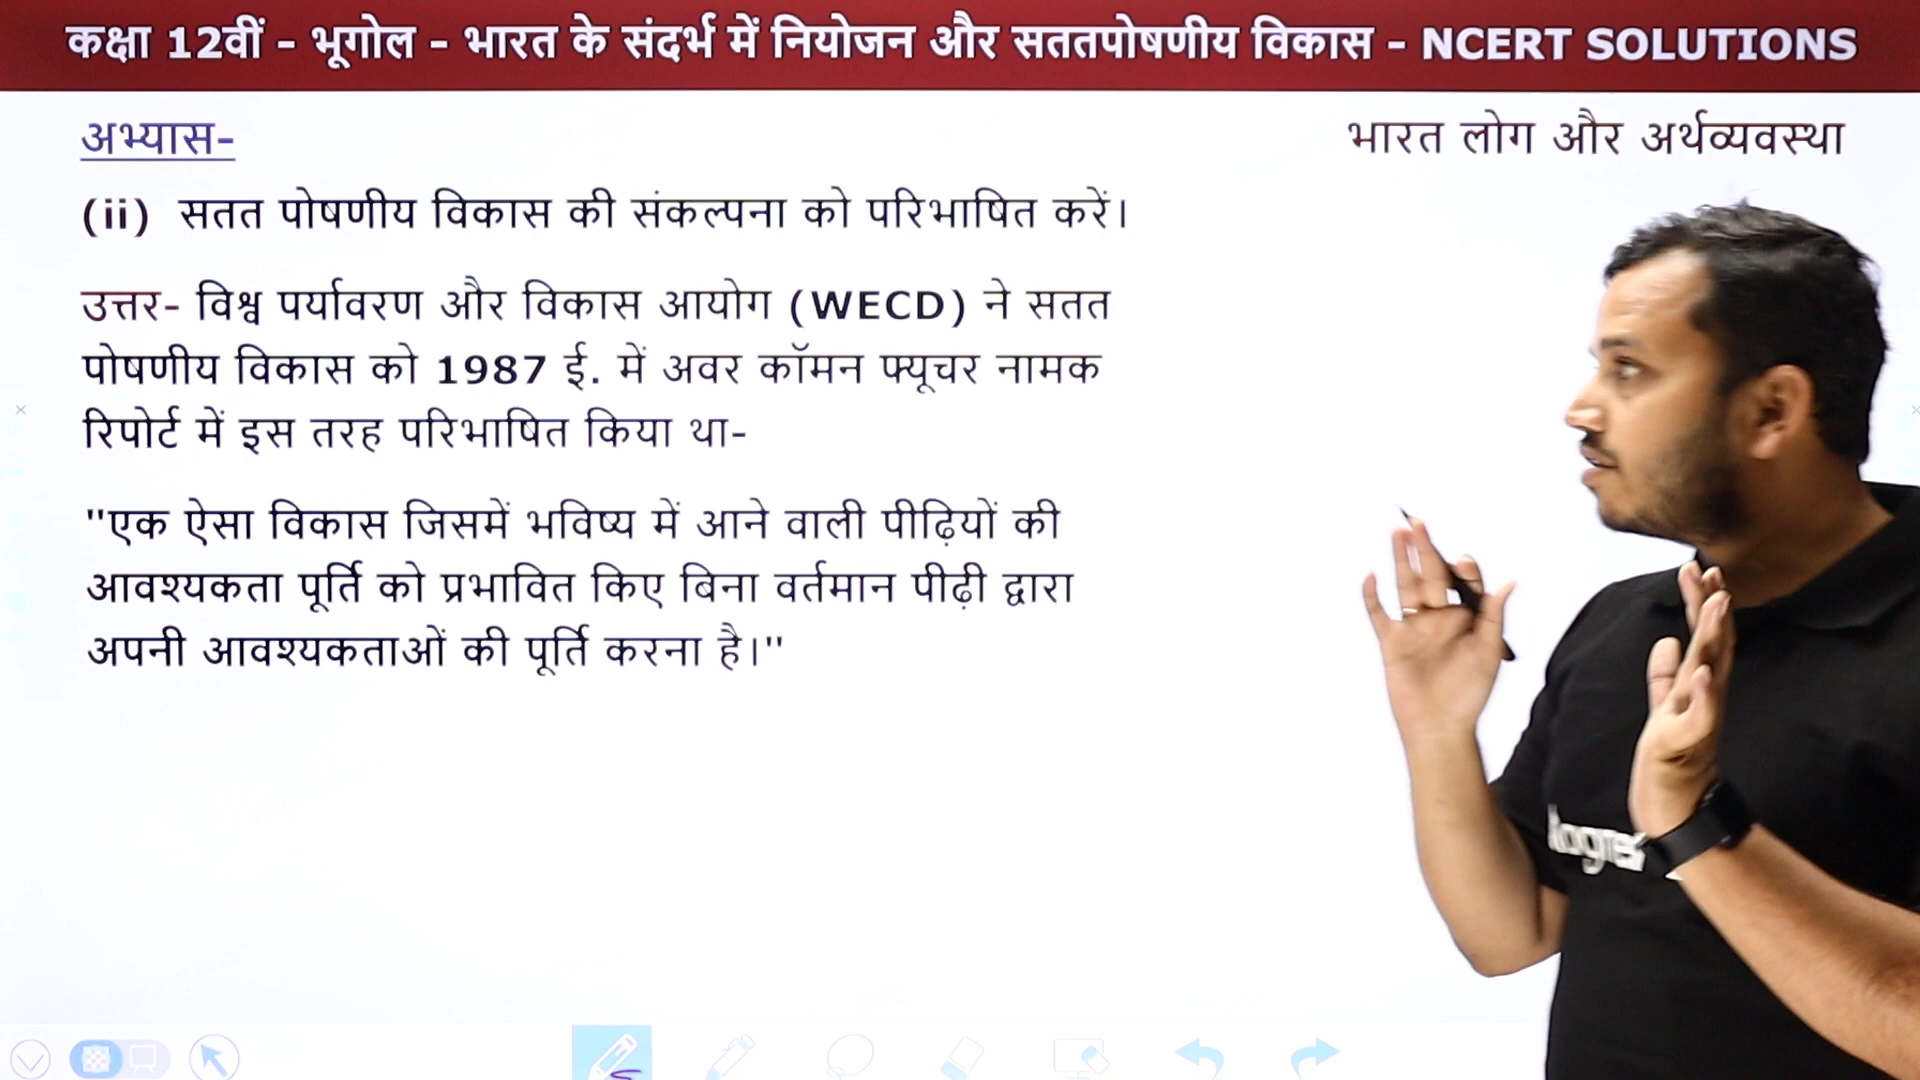 कक्षा 12वीं - भूगोल - भारत के संदर्भ में नियोजन और सततपोषणीय विकास - NCERT SOLUTIONS
अभ्यास-
भारत लोग और अर्थव्यवस्था
(ii) सतत पोषणीय विकास की संकल्पना को परिभाषित करें।
उत्तर- विश्व पर्यावरण और विकास आयोग (WECD) ने सतत
पोषणीय विकास को 1987 ई. में अवर कॉमन फ्यूचर नामक
रिपोर्ट में इस तरह परिभाषित किया था-
"एक ऐसा विकास जिसमें भविष्य में आने वाली पीढ़ियों की
आवश्यकता पूर्ति को प्रभावित किए बिना वर्तमान पीढ़ी द्वारा
अपनी आवश्यकताओं की पूर्ति करना है।"